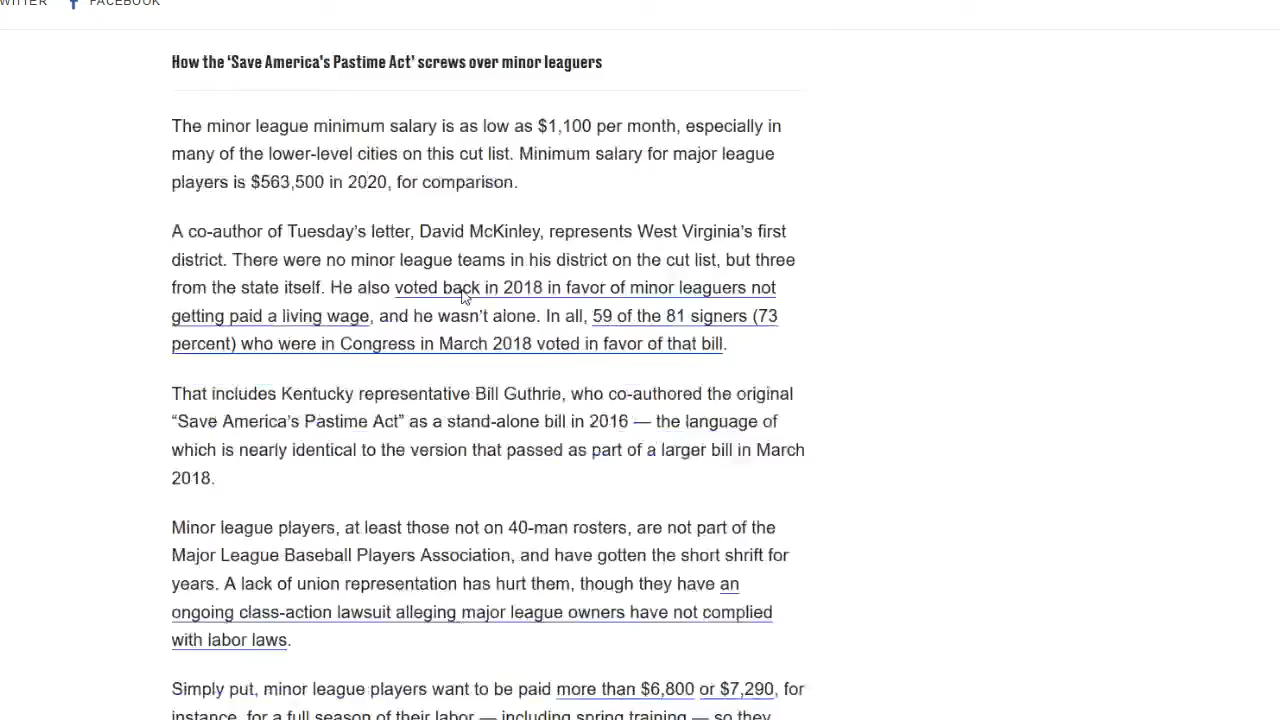 FACEBOOK
How the ‘Save America’s Pastime Act’ screws over minor leaguers
The minor league minimum salary is as low as $1,100 per month, especially in
many of the lower-level cities on this cut list. Minimum salary for major league
players is $563,500 in 2020, for comparison.
A co-author of Tuesday’s letter, David McKinley, represents West Virginia’s first
district. There were no minor league teams in his district on the cut list, but three
from the state itself. He also voted back in 2018 in favor of minor leaguers not
getting paid a living wage, and he wasn’t alone. In all, 59 of the 81 signers (73
percent) who were in Congress in March 2018 voted in favor of that bill.
That includes Kentucky representative Bill Guthrie, who co-authored the original
“Save America’s Pastime Act” as a stand-alone bill in 2016 — the language of
which is nearly identical to the version that passed as part of a larger bill in March
2018.
Minor league players, at least those not on 40-man rosters, are not part of the
Major League Baseball Players Association, and have gotten the short shrift for
years. A lack of union representation has hurt them, though they have an
ongoing class-action lawsuit alleging major league owners have not complied
with labor laws.
Simply put, minor league players want to be paid more than $6,800 or $7,290, for
instance, for a full season of their labor — including spring training — so they